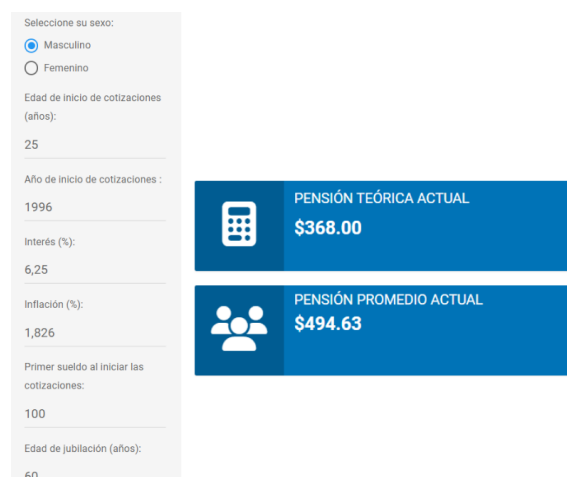 Seleccione su sexo:
Masculino
Femenino
Edad de inicio de cotizaciones
(años):
25
Año de inicio de cotizaciones :
1996
Interés (%):
6,25
Inflación (%):
1,826
Primer sueldo al iniciar las
cotizaciones:
100
Edad de jubilación (años):
60
PENSIÓN TEÓRICA ACTUAL
$368.00
PENSIÓN PROMEDIO ACTUAL
$494.63